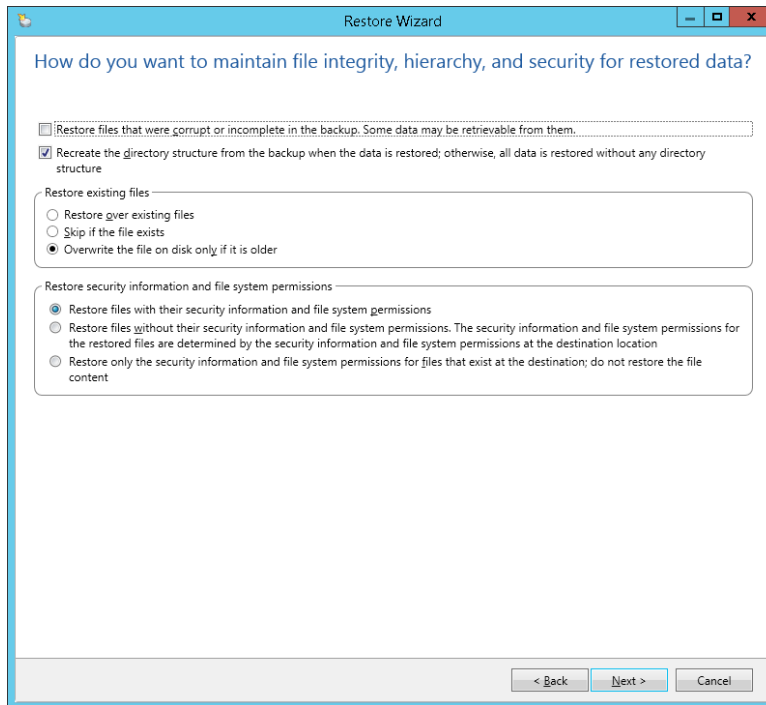 Restore Wizard
How do you want to maintain file integrity, hierarchy, and security for restored data?
Restore files that were corrupt or incomplete in the backup. Some data may be retrievable from them.
Recreate the directory structure from the backup when the data is restored; otherwise, all data is restored without any directory
structure
Restore existing files
Restore over existing files
Skip if the file exists
Overwrite the file on disk only if it is older
Restore security information and file system permissions
Restore files with their security information and file system permissions
Restore files without their security information and file system permissions. The security information and file system permissions for
the restored files are determined by the security information and file system permissions at the destination location
Restore only the security information and file system permissions for files that exist at the destination; do not restore the file
content
< Back
Next >
Cancel